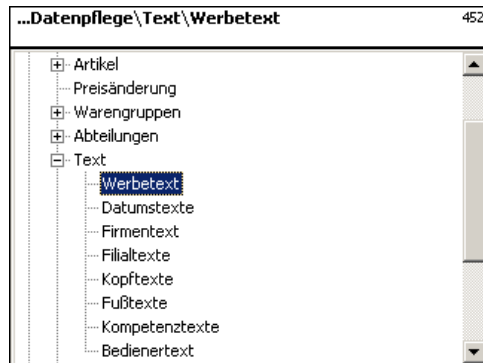 ...Datenpflege\Text\Werbetext 452
Artikel
Preisänderung
Warengruppen
Abteilungen
Text
Werbetext
Datumstexte
Firmentext
Filialtexte
Kopftexte
Fußtexte
Kompetenztexte
Bedienertext